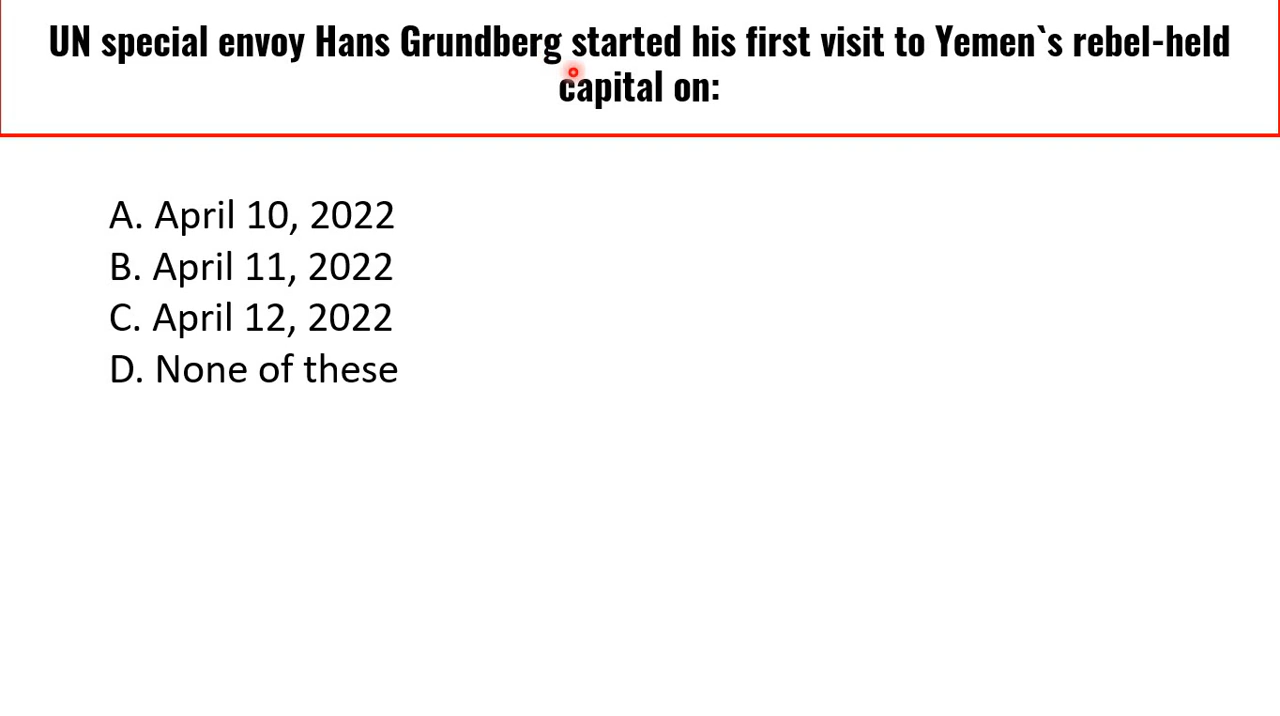 UN special envoy Hans Grundberg started his first visit to Yemen`s rebel-held
capital on:
A. April 10, 2022
B. April 11, 2022
C. April 12, 2022
D. None of these